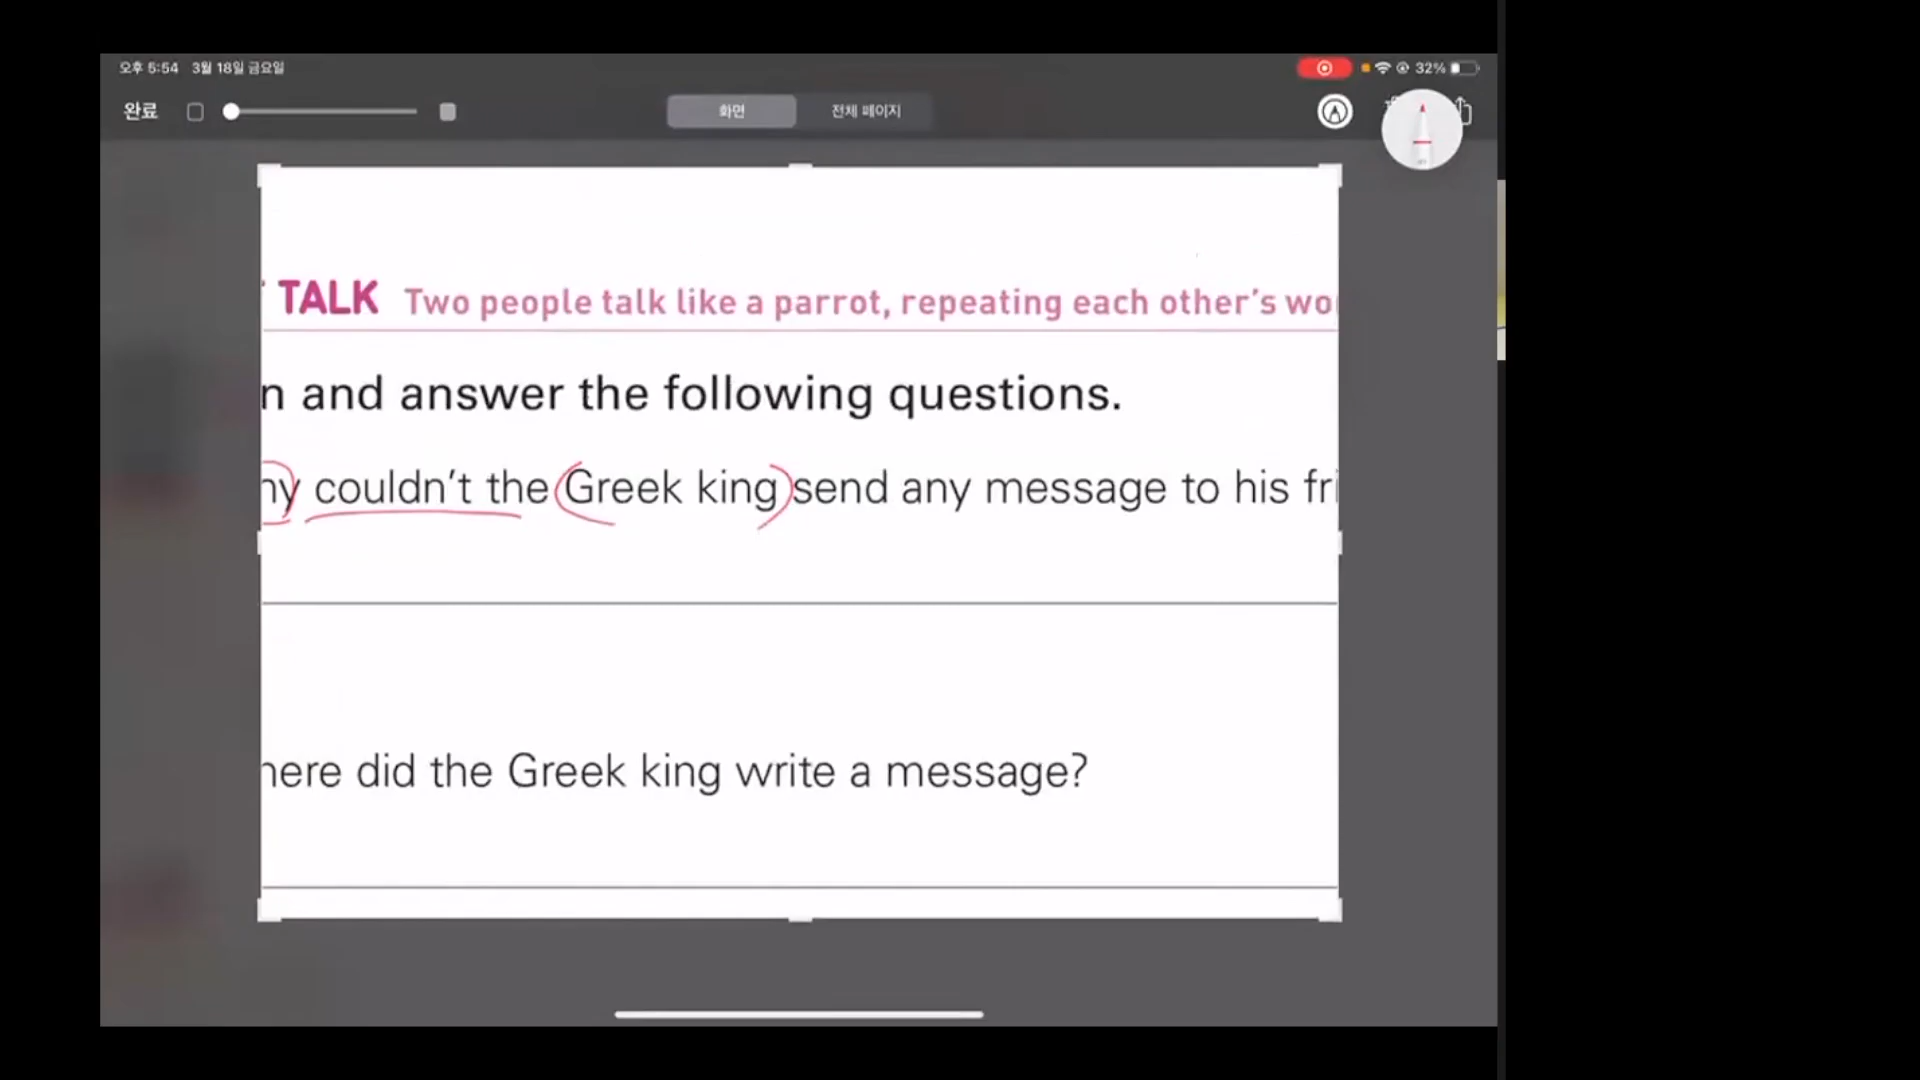 오후 5:54 3월 18일 금요일
32%
완료
화면
전체 페이지
TALK Two people talk like a parrot, repeating each other's wo
n and answer the following questions.
hy couldn't the Greek king send any message to his fri
here did the Greek king write a message?